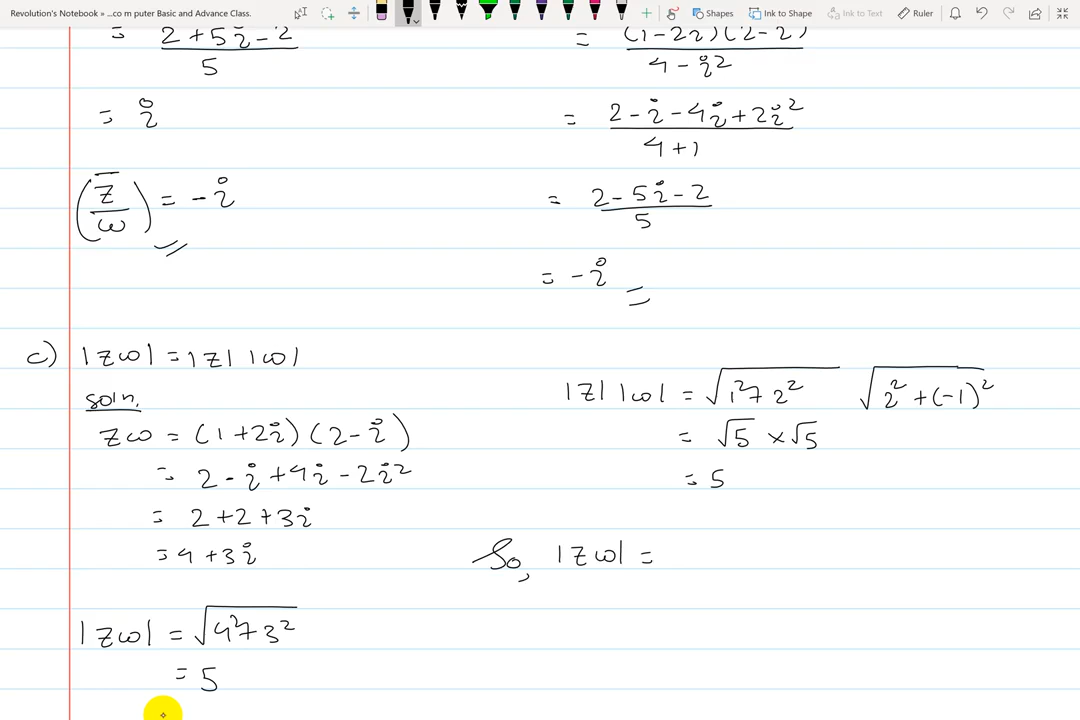 Revolution's Notebook » ...co m puter Basic and Advance Class.
Shapes Ink to Shape Ink to Text Ruler
= (2 + 5i - 2)/5
= i
(z̅/ω) = -i
= (1-2i)(2-i)/(4 - i²)
= (2 - i - 4i + 2i²)/(4+1)
= (2 - 5i - 2)/5
= -i
c) |zω| = |z| |ω|
soln.
zω = (1+2i)(2-i)
= 2 - i + 4i - 2i²
= 2+2+3i
= 4+3i
|zω| = √(4²+3²)
= 5
|z| |ω| = √(1²+2²) √(2²+(-1)²)
= √5 × √5
= 5
So, |zω| =